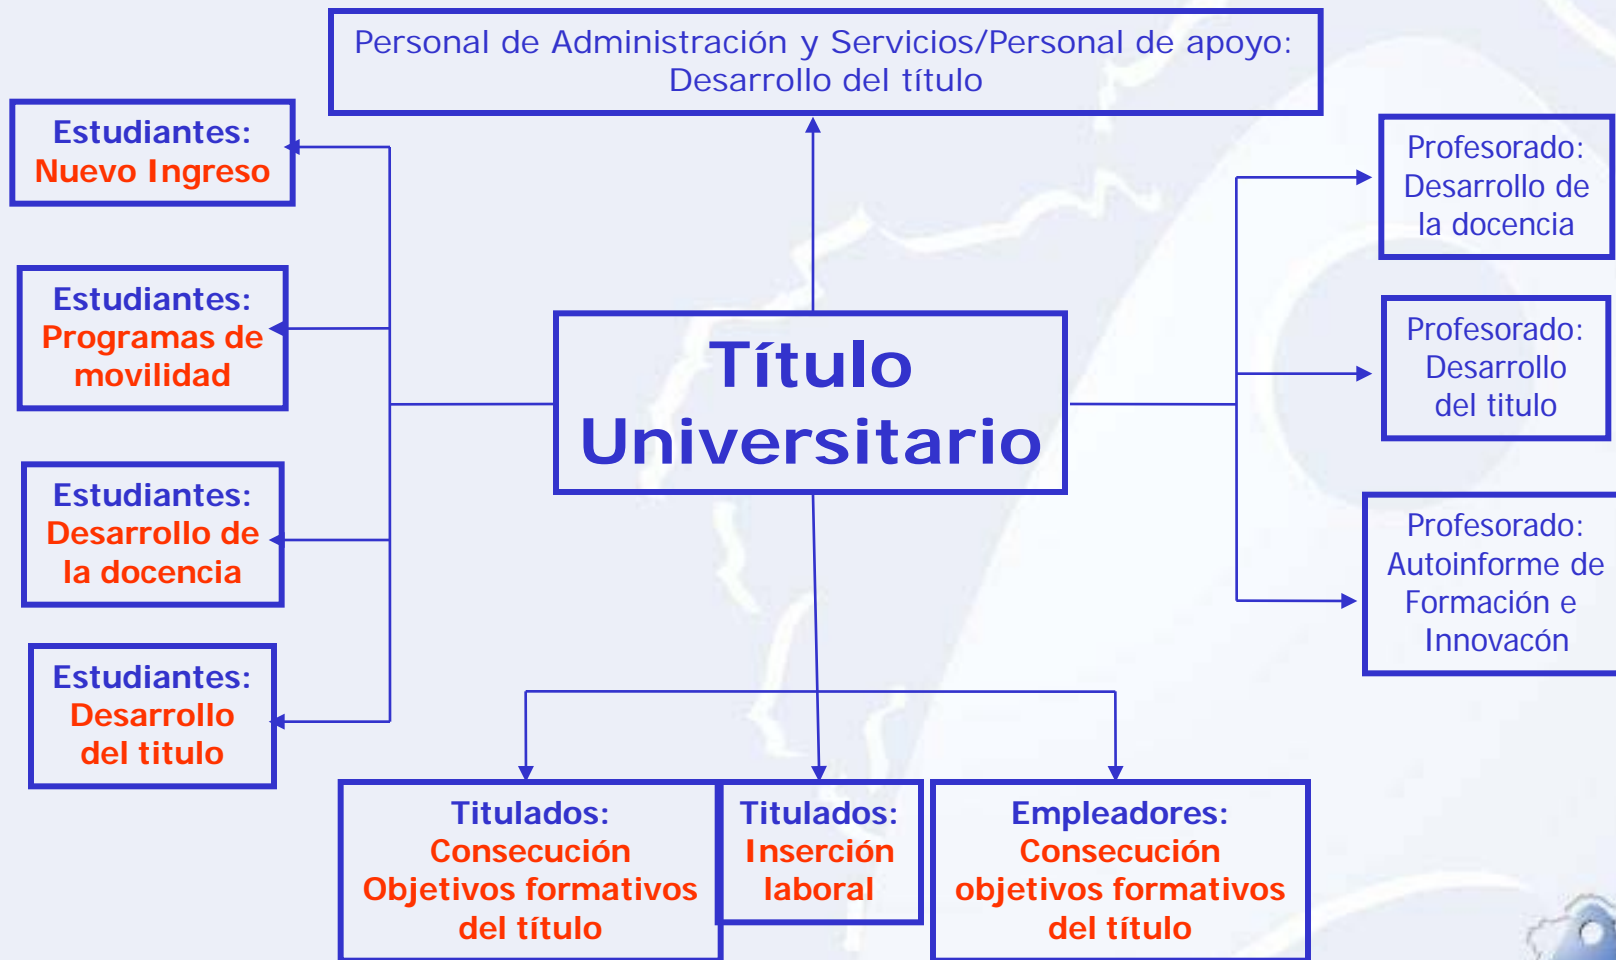 Personal de Administración y Servicios/Personal de apoyo:
Desarrollo del título
Estudiantes:
Nuevo Ingreso
Estudiantes:
Programas de
movilidad
Estudiantes:
Desarrollo de
la docencia
Estudiantes:
Desarrollo
del titulo
Título
Universitario
Profesorado:
Desarrollo de
la docencia
Profesorado:
Desarrollo
del titulo
Profesorado:
Autoinforme de
Formación e
Innovacón
Titulados:
Consecución
Objetivos formativos
del título
Titulados:
Inserción
laboral
Empleadores:
Consecución
objetivos formativos
del título